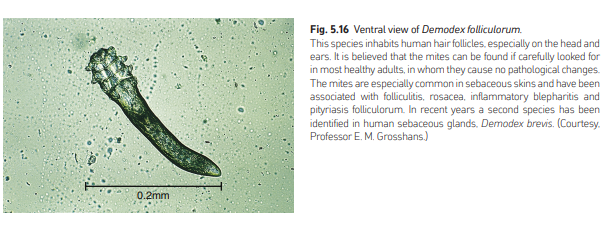 Fig. 5.16 Ventral view of Demodex folliculorum.
This species inhabits human hair follicles, especially on the head and
ears. It is believed that the mites can be found if carefully looked for
in most healthy adults, in whom they cause no pathological changes.
The mites are especially common in sebaceous skins and have been
associated with folliculitis, rosacea, inflammatory blepharitis and
pityriasis folliculorum. In recent years a second species has been
identified in human sebaceous glands, Demodex brevis. (Courtesy,
Professor E. M. Grosshans.)
0.2mm